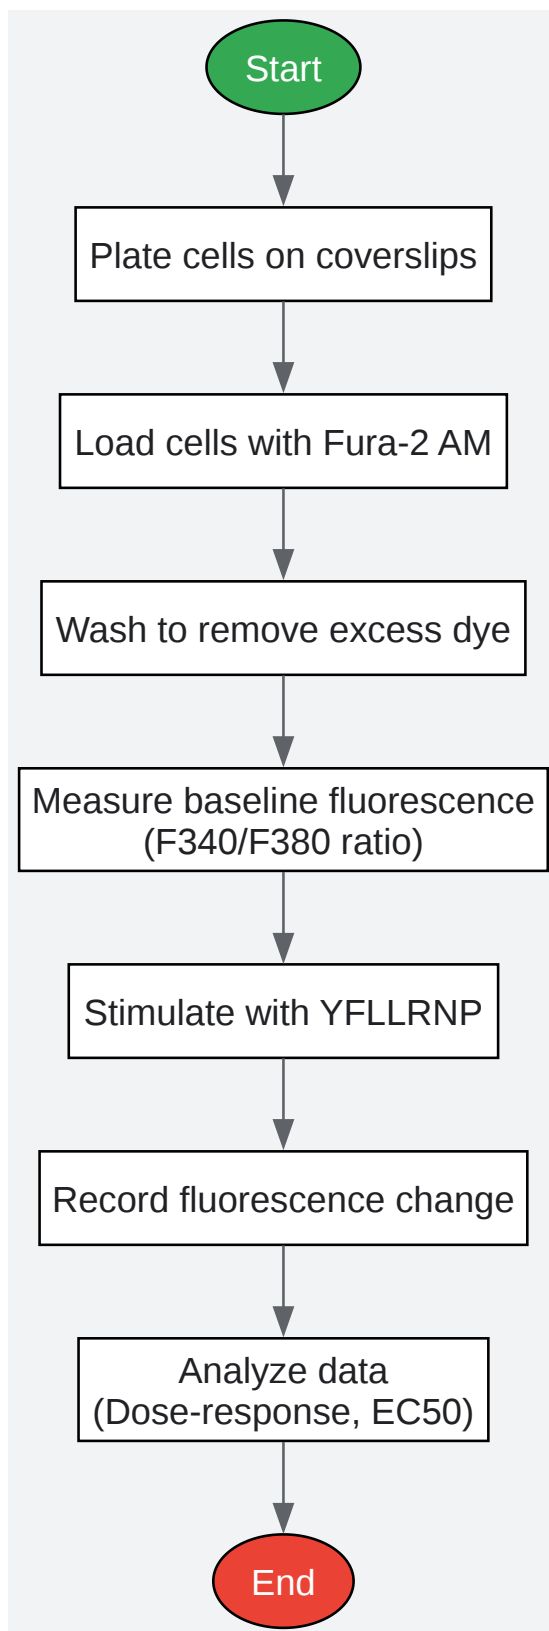 Start
Plate cells on coverslips
Load cells with Fura-2 AM
Wash to remove excess dye
Measure baseline fluorescence
(F340/F380 ratio)
Stimulate with YFLLRNP
Record fluorescence change
Analyze data
(Dose-response, EC50)
End